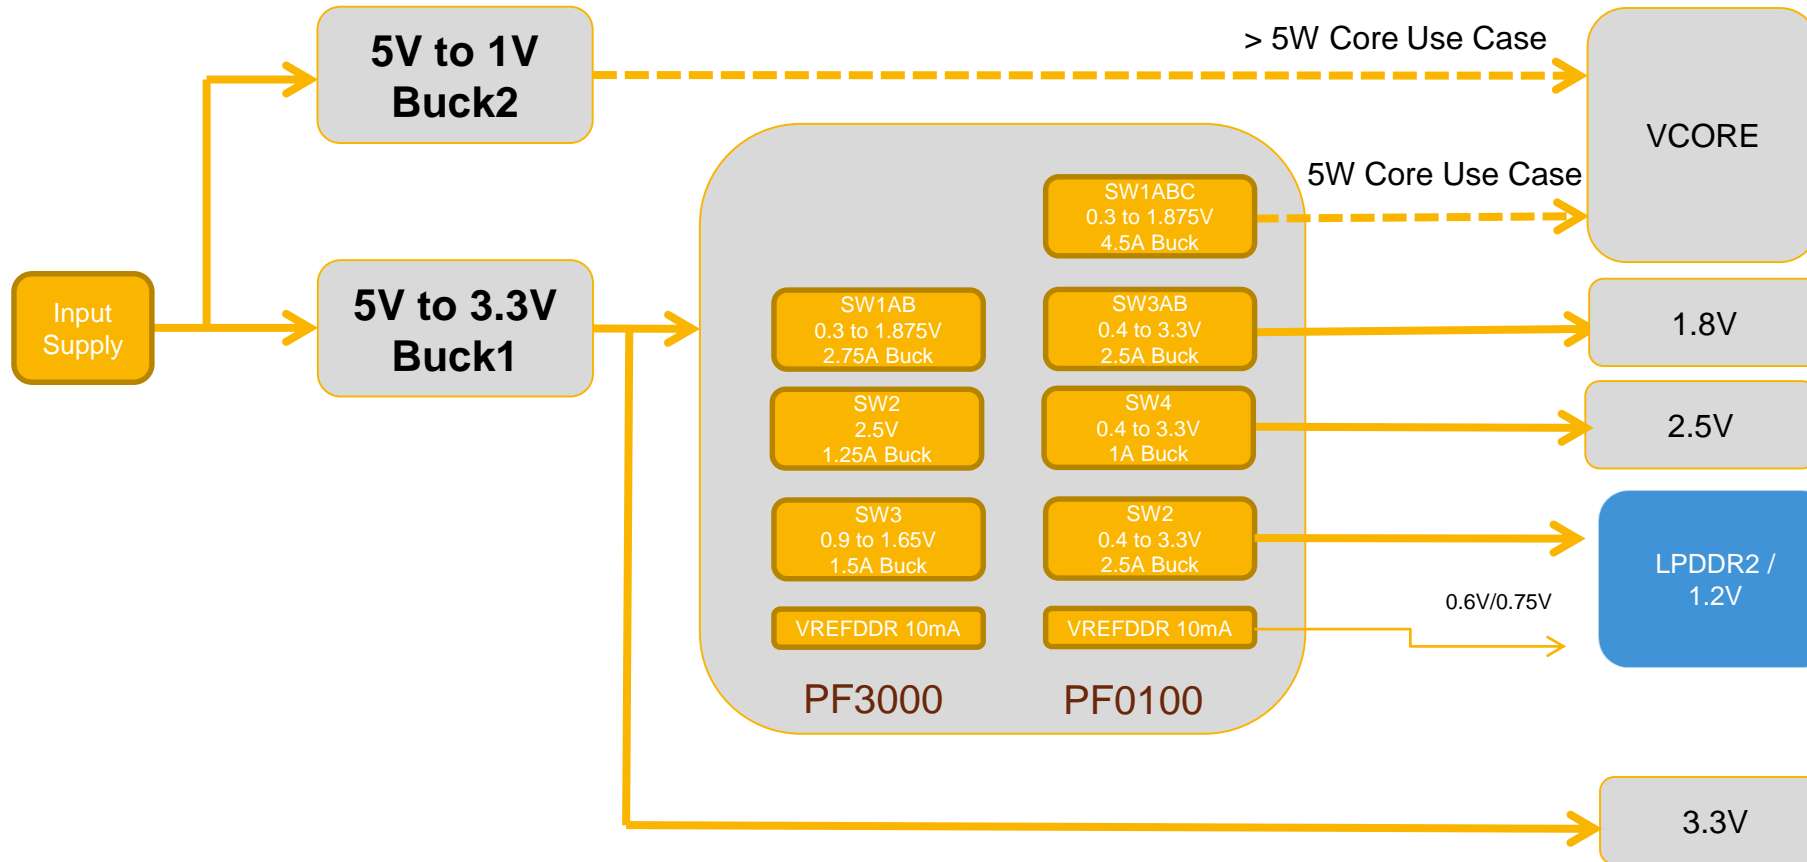 5V to 1V
Buck2
> 5W Core Use Case
VCORE
5W Core Use Case
SW1ABC
0.3 to 1.875V
4.5A Buck
Input
Supply
5V to 3.3V
Buck1
SW1AB
0.3 to 1.875V
2.75A Buck
SW3AB
0.4 to 3.3V
2.5A Buck
1.8V
SW2
2.5V
1.25A Buck
SW4
0.4 to 3.3V
1A Buck
2.5V
SW3
0.9 to 1.65V
1.5A Buck
SW2
0.4 to 3.3V
2.5A Buck
LPDDR2 /
1.2V
0.6V/0.75V
VREFDDR 10mA
VREFDDR 10mA
PF3000
PF0100
3.3V